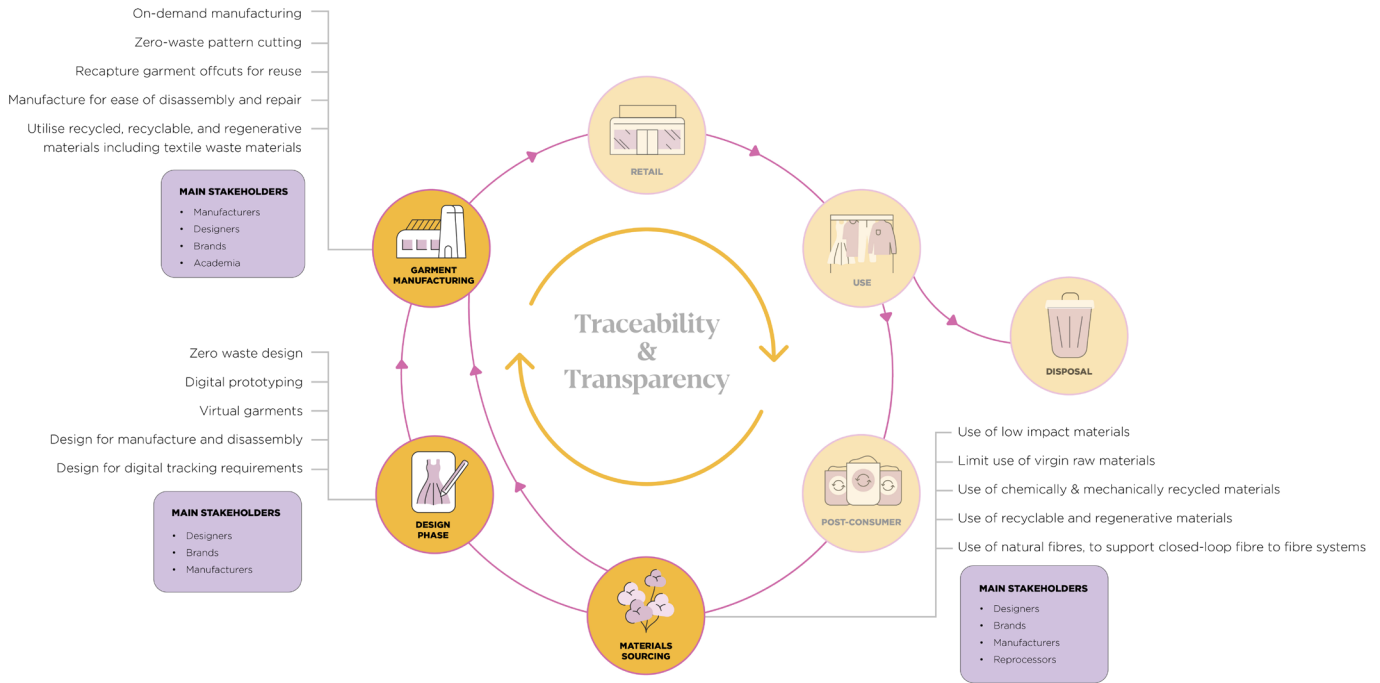 On-demand manufacturing
Zero-waste pattern cutting
Recapture garment offcuts for reuse
Manufacture for ease of disassembly and repair
Utilise recycled, recyclable, and regenerative
materials including textile waste materials
MAIN STAKEHOLDERS
• Manufacturers
• Designers
• Brands
• Academia
GARMENT
MANUFACTURING
RETAIL
USE
DISPOSAL
Traceability
&
Transparency
Zero waste design
Digital prototyping
Virtual garments
Design for manufacture and disassembly
Design for digital tracking requirements
MAIN STAKEHOLDERS
• Designers
• Brands
• Manufacturers
DESIGN
PHASE
POST-CONSUMER
MATERIALS
SOURCING
Use of low impact materials
Limit use of virgin raw materials
Use of chemically & mechanically recycled materials
Use of recyclable and regenerative materials
Use of natural fibres, to support closed-loop fibre to fibre systems
MAIN STAKEHOLDERS
• Designers
• Brands
• Manufacturers
• Reprocessors